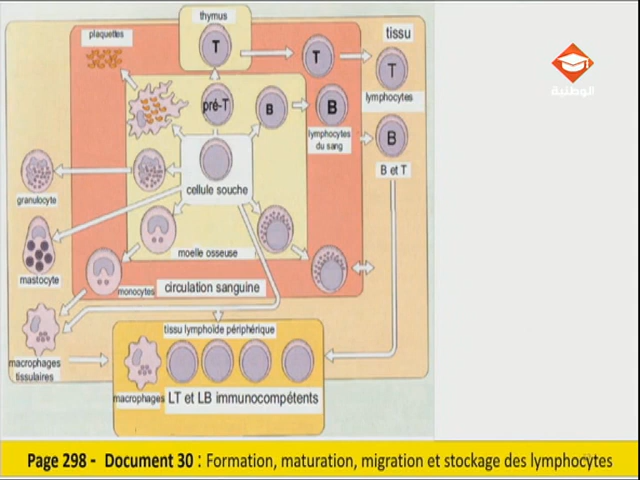 thymus
plaquettes
T
T
tissu
T
الوطنية
lymphocytes
pré-T
B
B
lymphocytes
du sang
B
B et T
cellule souche
granulocyte
mastocyte
moelle osseuse
monocytes
circulation sanguine
tissu lymphoïde périphérique
macrophages
tissulaires
macrophages
LT et LB immunocompétents
Page 298 - Document 30 : Formation, maturation, migration et stockage des lymphocytes